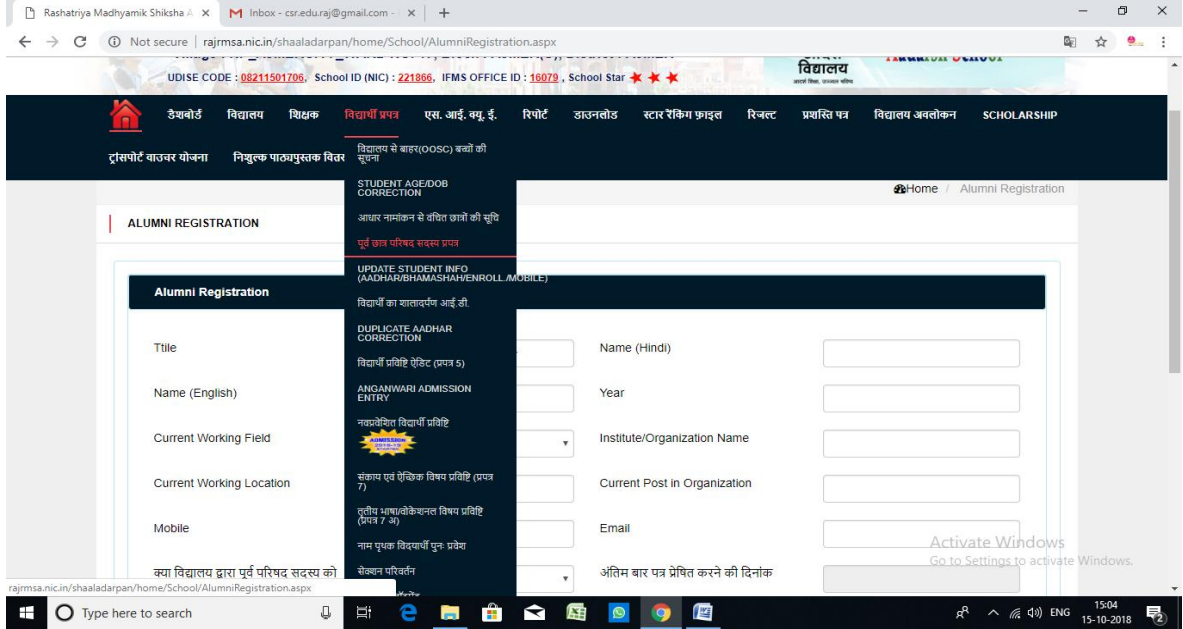 Rashatriya Madhyamik Shiksha A
Inbox - csr.edu.raj@gmail.com -
Not secure | rajrmsa.nic.in/shaaladarpan/home/School/AlumniRegistration.aspx
UDISE CODE : 08211501706, School ID (NIC) : 221866, IFMS OFFICE ID : 16079 , School Star
विद्यालय
डैशबोर्ड विद्यालय शिक्षक विद्यार्थी प्रपत्र एस. आई. क्यू. ई. रिपोर्ट डाउनलोड स्टार रैंकिंग फ़ाइल रिजल्ट प्रशस्ति पत्र विद्यालय अवलोकन SCHOLARSHIP
ट्रांसपोर्ट वाउचर योजना निःशुल्क पाठ्यपुस्तक वितर
विद्यालय से बाहर(OOSC) बच्चों की
सूचना
STUDENT AGE/DOB
CORRECTION
आधार नामांकन से वंचित छात्रों की सूचि
पूर्व छात्र परिषद सदस्य प्रपत्र
UPDATE STUDENT INFO
(AADHAR/BHAMASHAH/ENROLL./MOBILE)
विद्यार्थी का शालादर्पण आई.डी.
DUPLICATE AADHAR
CORRECTION
विद्यार्थी प्रविष्टि ऐडिट (प्रपत्र 5)
ANGANWARI ADMISSION
ENTRY
नवप्रवेशित विद्यार्थी प्रविष्टि
ADMISSION
संकाय एवं ऐच्छिक विषय प्रविष्टि (प्रपत्र
7)
तृतीय भाषा/वोकेशनल विषय प्रविष्टि
(प्रपत्र 7 अ)
नाम पृथक विदयार्थी पुनः प्रवेश
सेक्शन परिवर्तन
Home / Alumni Registration
ALUMNI REGISTRATION
Alumni Registration
Ttile
Name (Hindi)
Name (English)
Year
Current Working Field
Institute/Organization Name
Current Working Location
Current Post in Organization
Mobile
Email
क्या विद्यालय द्वारा पूर्व परिषद सदस्य को
अंतिम बार पत्र प्रेषित करने की दिनांक
Activate Windows
Go to Settings to activate Windows.
rajrmsa.nic.in/shaaladarpan/home/School/AlumniRegistration.aspx
Type here to search
ENG
15:04
15-10-2018
2